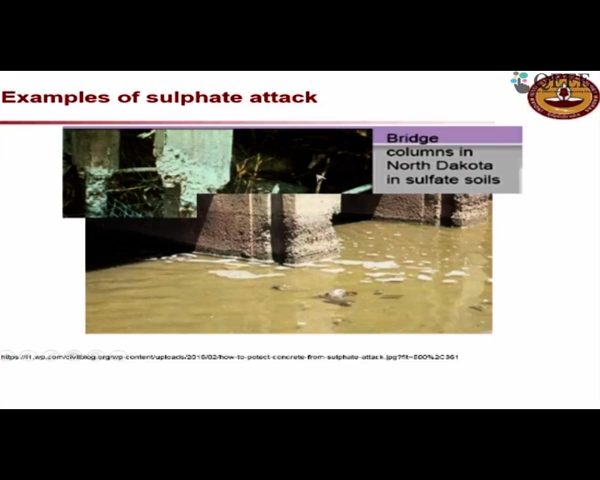 QEEE
Examples of sulphate attack
Bridge
columns in
North Dakota
in sulfate soils
https://i1.wp.com/civilblog.org/wp-content/uploads/2015/02/how-to-potect-concrete-from-sulphate-attack.jpg?fit=500%2C361